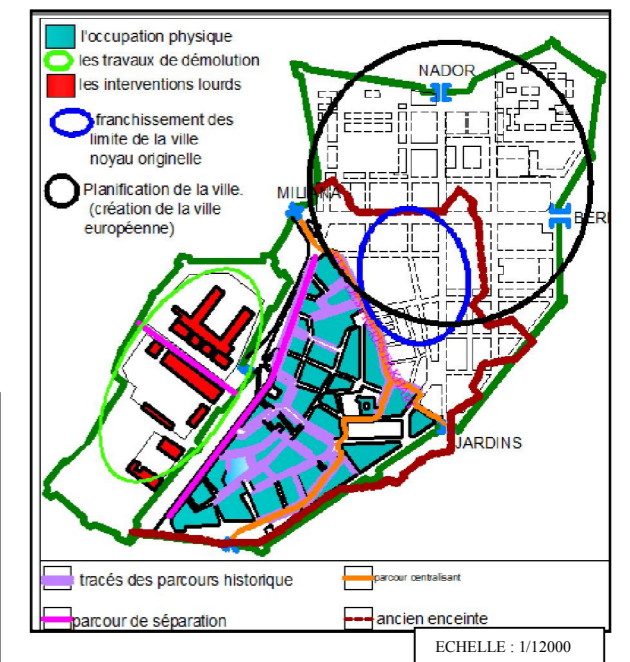 l'occupation physique
les travaux de démolution
les interventions lourds
franchissement des
limite de la ville
noyau originelle
Planification de la ville.
(création de la ville
européenne)
NADOR
MILIANA
BERI
JARDINS
tracés des parcours historique
parcour centralisant
parcour de séparation
ancien enceinte
ECHELLE : 1/12000